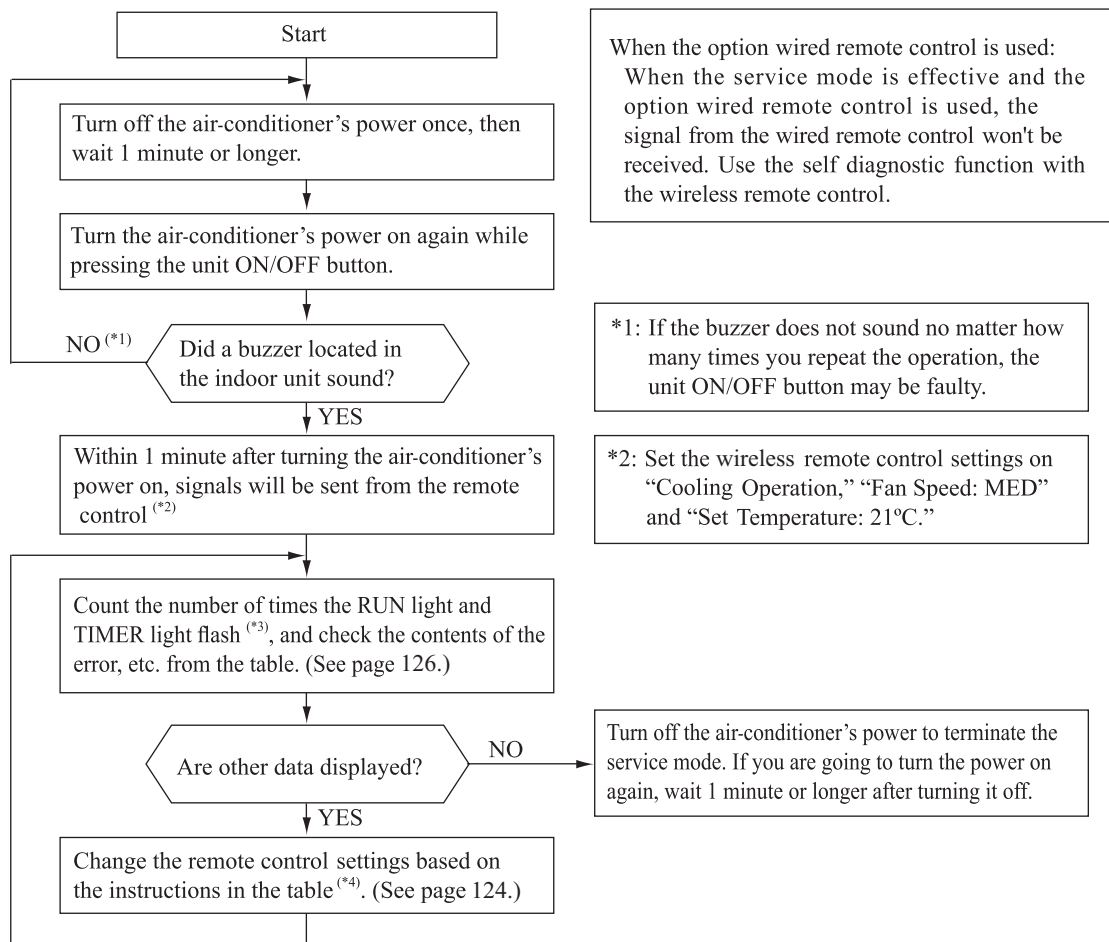 Start
Turn off the air-conditioner’s power once, then
wait 1 minute or longer.
Turn the air-conditioner’s power on again while
pressing the unit ON/OFF button.
NO (*1)
Did a buzzer located in
the indoor unit sound?
YES
Within 1 minute after turning the air-conditioner’s
power on, signals will be sent from the remote
control (*2)
Count the number of times the RUN light and
TIMER light flash (*3), and check the contents of the
error, etc. from the table. (See page 126.)
Are other data displayed?
NO
Turn off the air-conditioner’s power to terminate the
service mode. If you are going to turn the power on
again, wait 1 minute or longer after turning it off.
YES
Change the remote control settings based on
the instructions in the table (*4). (See page 124.)
When the option wired remote control is used:
When the service mode is effective and the
option wired remote control is used, the
signal from the wired remote control won't be
received. Use the self diagnostic function with
the wireless remote control.
*1: If the buzzer does not sound no matter how
many times you repeat the operation, the
unit ON/OFF button may be faulty.
*2: Set the wireless remote control settings on
“Cooling Operation,” “Fan Speed: MED”
and “Set Temperature: 21ºC.”